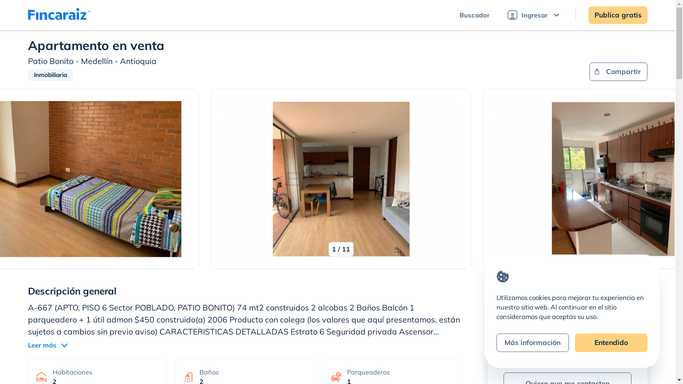 Fincaraiz
Buscador
Ingresar
Publica gratis
Apartamento en venta
Patio Bonito - Medellín - Antioquia
Inmobiliaria
Compartir
1 / 11
Descripción general
A-667 (APTO, PISO 6 Sector POBLADO, PATIO BONITO) 74 mt2 construidos 2 alcobas 2 Baños Balcón 1
parqueadero + 1 útil admon $450 construido(a) 2006 Producto con colega (los valores que aquí presentamos, están
sujetos a cambios sin previo aviso) CARACTERISTICAS DETALLADAS Estrato 6 Seguridad privada Ascensor...
Leer más
Habitaciones
2
Baños
2
Parqueaderos
1
Utilizamos cookies para mejorar tu experiencia en
nuestro sitio web. Al continuar en el sitio
consideramos que aceptas su uso.
Más información
Entendido
Quiero que me contacten